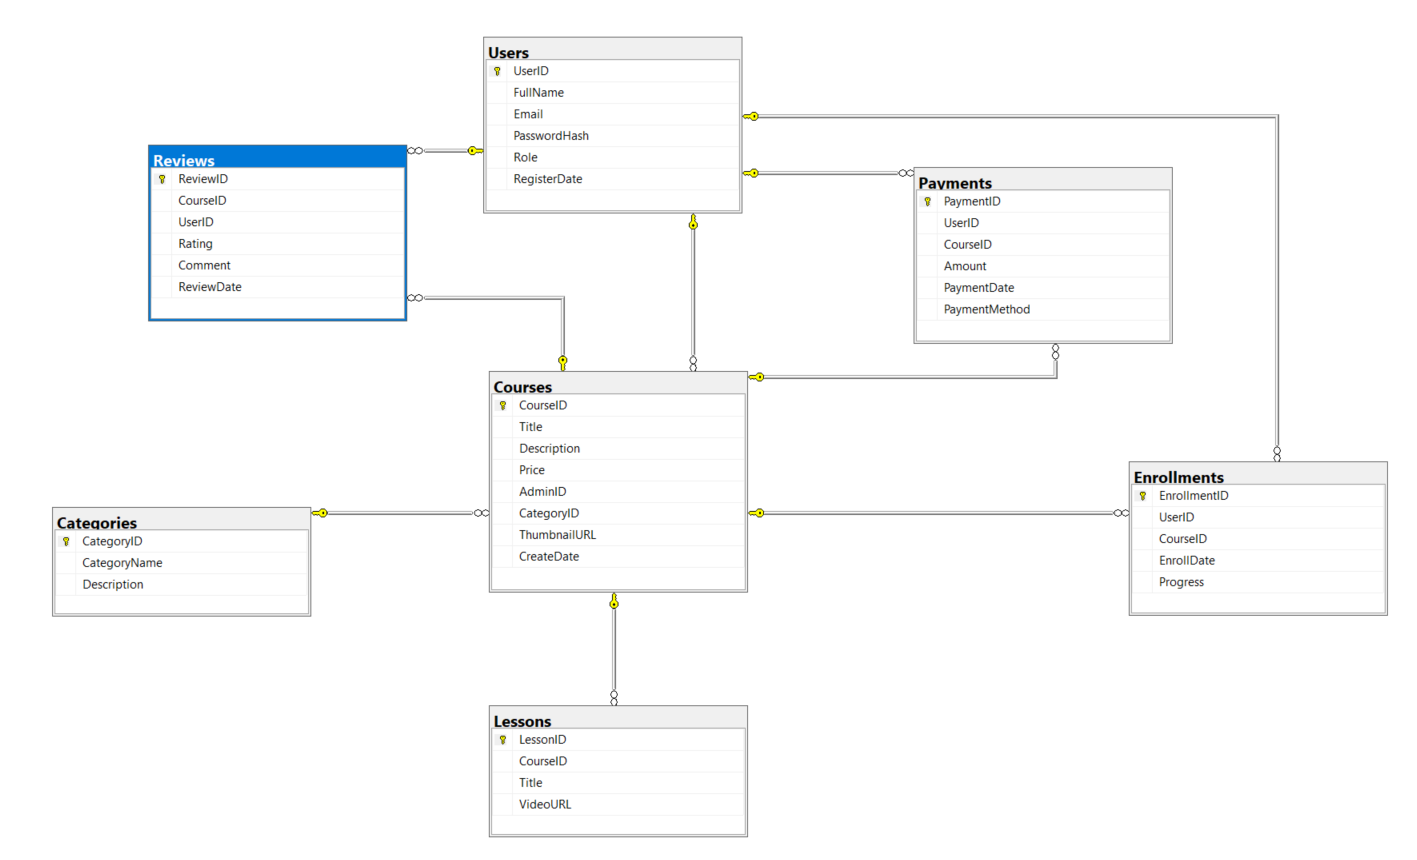 Users
UserID
FullName
Email
PasswordHash
Role
RegisterDate
Reviews
ReviewID
CourseID
UserID
Rating
Comment
ReviewDate
Payments
PaymentID
UserID
CourseID
Amount
PaymentDate
PaymentMethod
Courses
CourseID
Title
Description
Price
AdminID
CategoryID
ThumbnailURL
CreateDate
Enrollments
EnrollmentID
UserID
CourseID
EnrollDate
Progress
Categories
CategoryID
CategoryName
Description
Lessons
LessonID
CourseID
Title
VideoURL